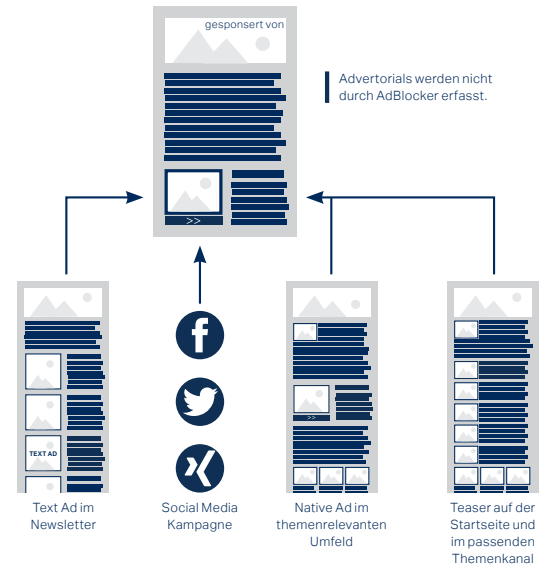 gesponsert von
Advertorials werden nicht
durch AdBlocker erfasst.
>>
>>
TEXT AD
Text Ad im
Newsletter
Social Media
Kampagne
Native Ad im
themenrelevanten
Umfeld
Teaser auf der
Startseite und
im passenden
Themenkanal